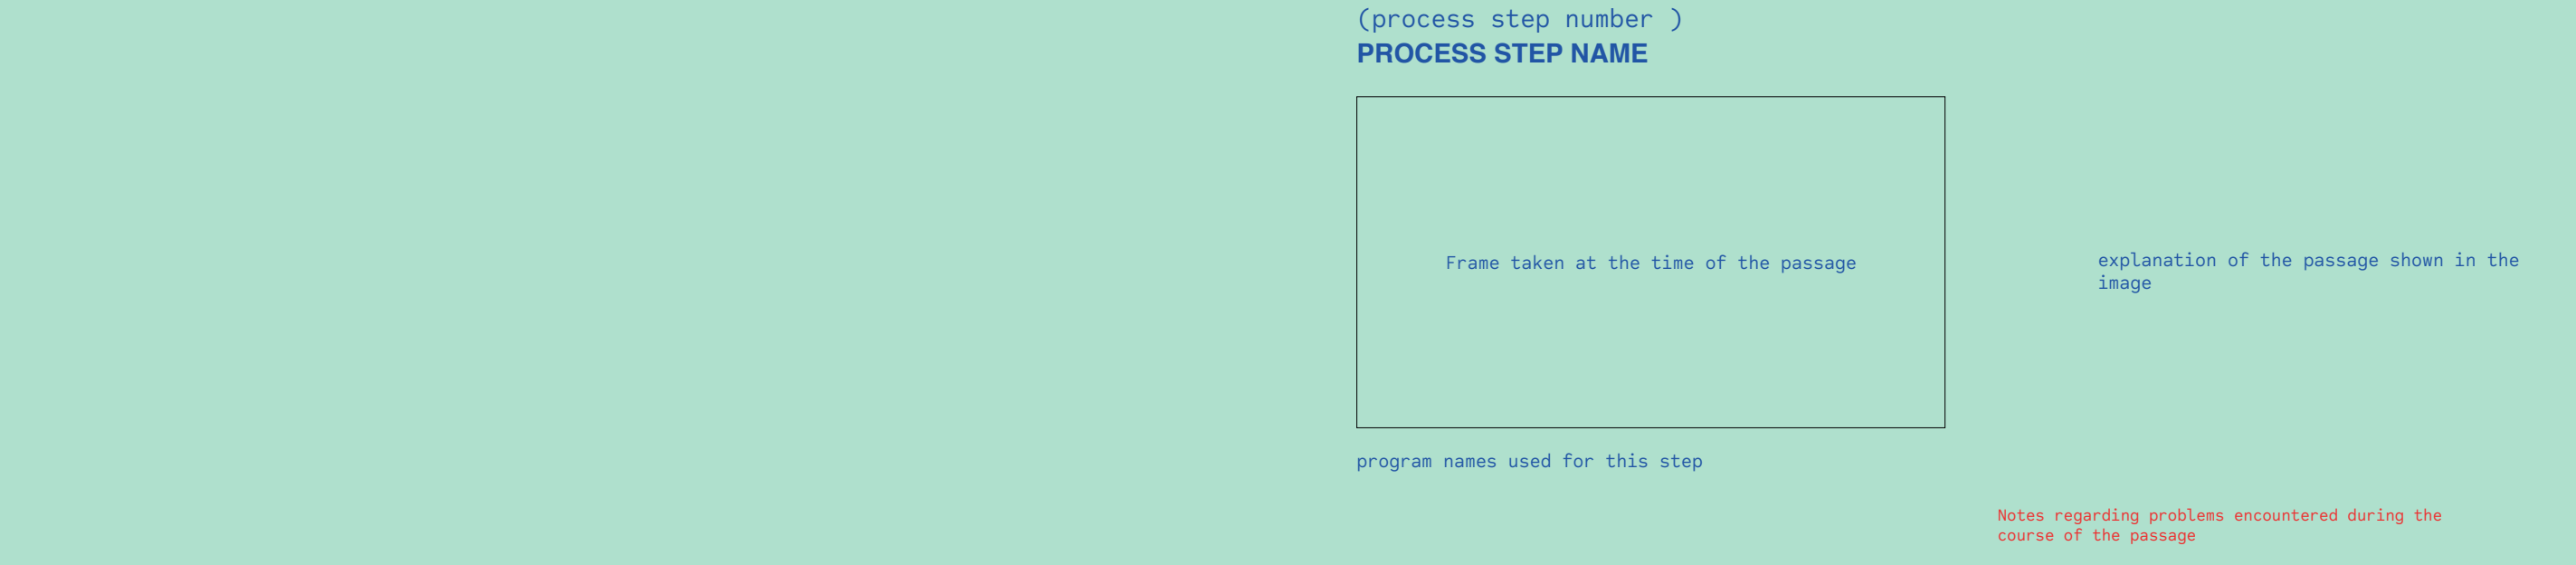 (process step number )
PROCESS STEP NAME
Frame taken at the time of the passage
explanation of the passage shown in the
image
program names used for this step
Notes regarding problems encountered during the
course of the passage